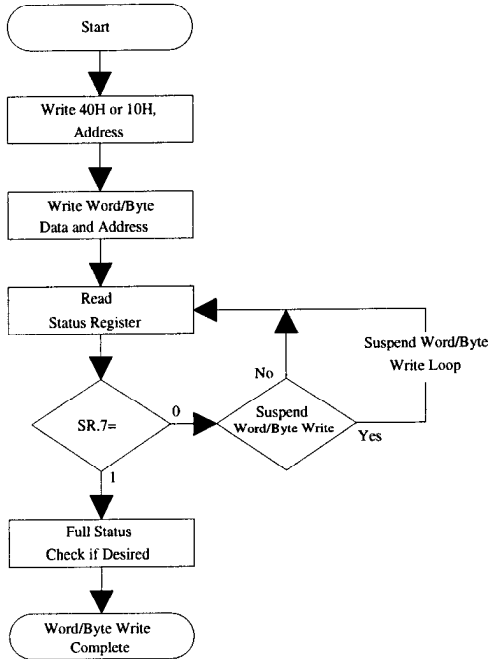 Start
Write 40H or 10H,
Address
Write Word/Byte
Data and Address
Read
Status Register
Suspend Word/Byte
Write Loop
No
0
SR.7=
Suspend
Word/Byte Write
Yes
1
Full Status
Check if Desired
Word/Byte Write
Complete